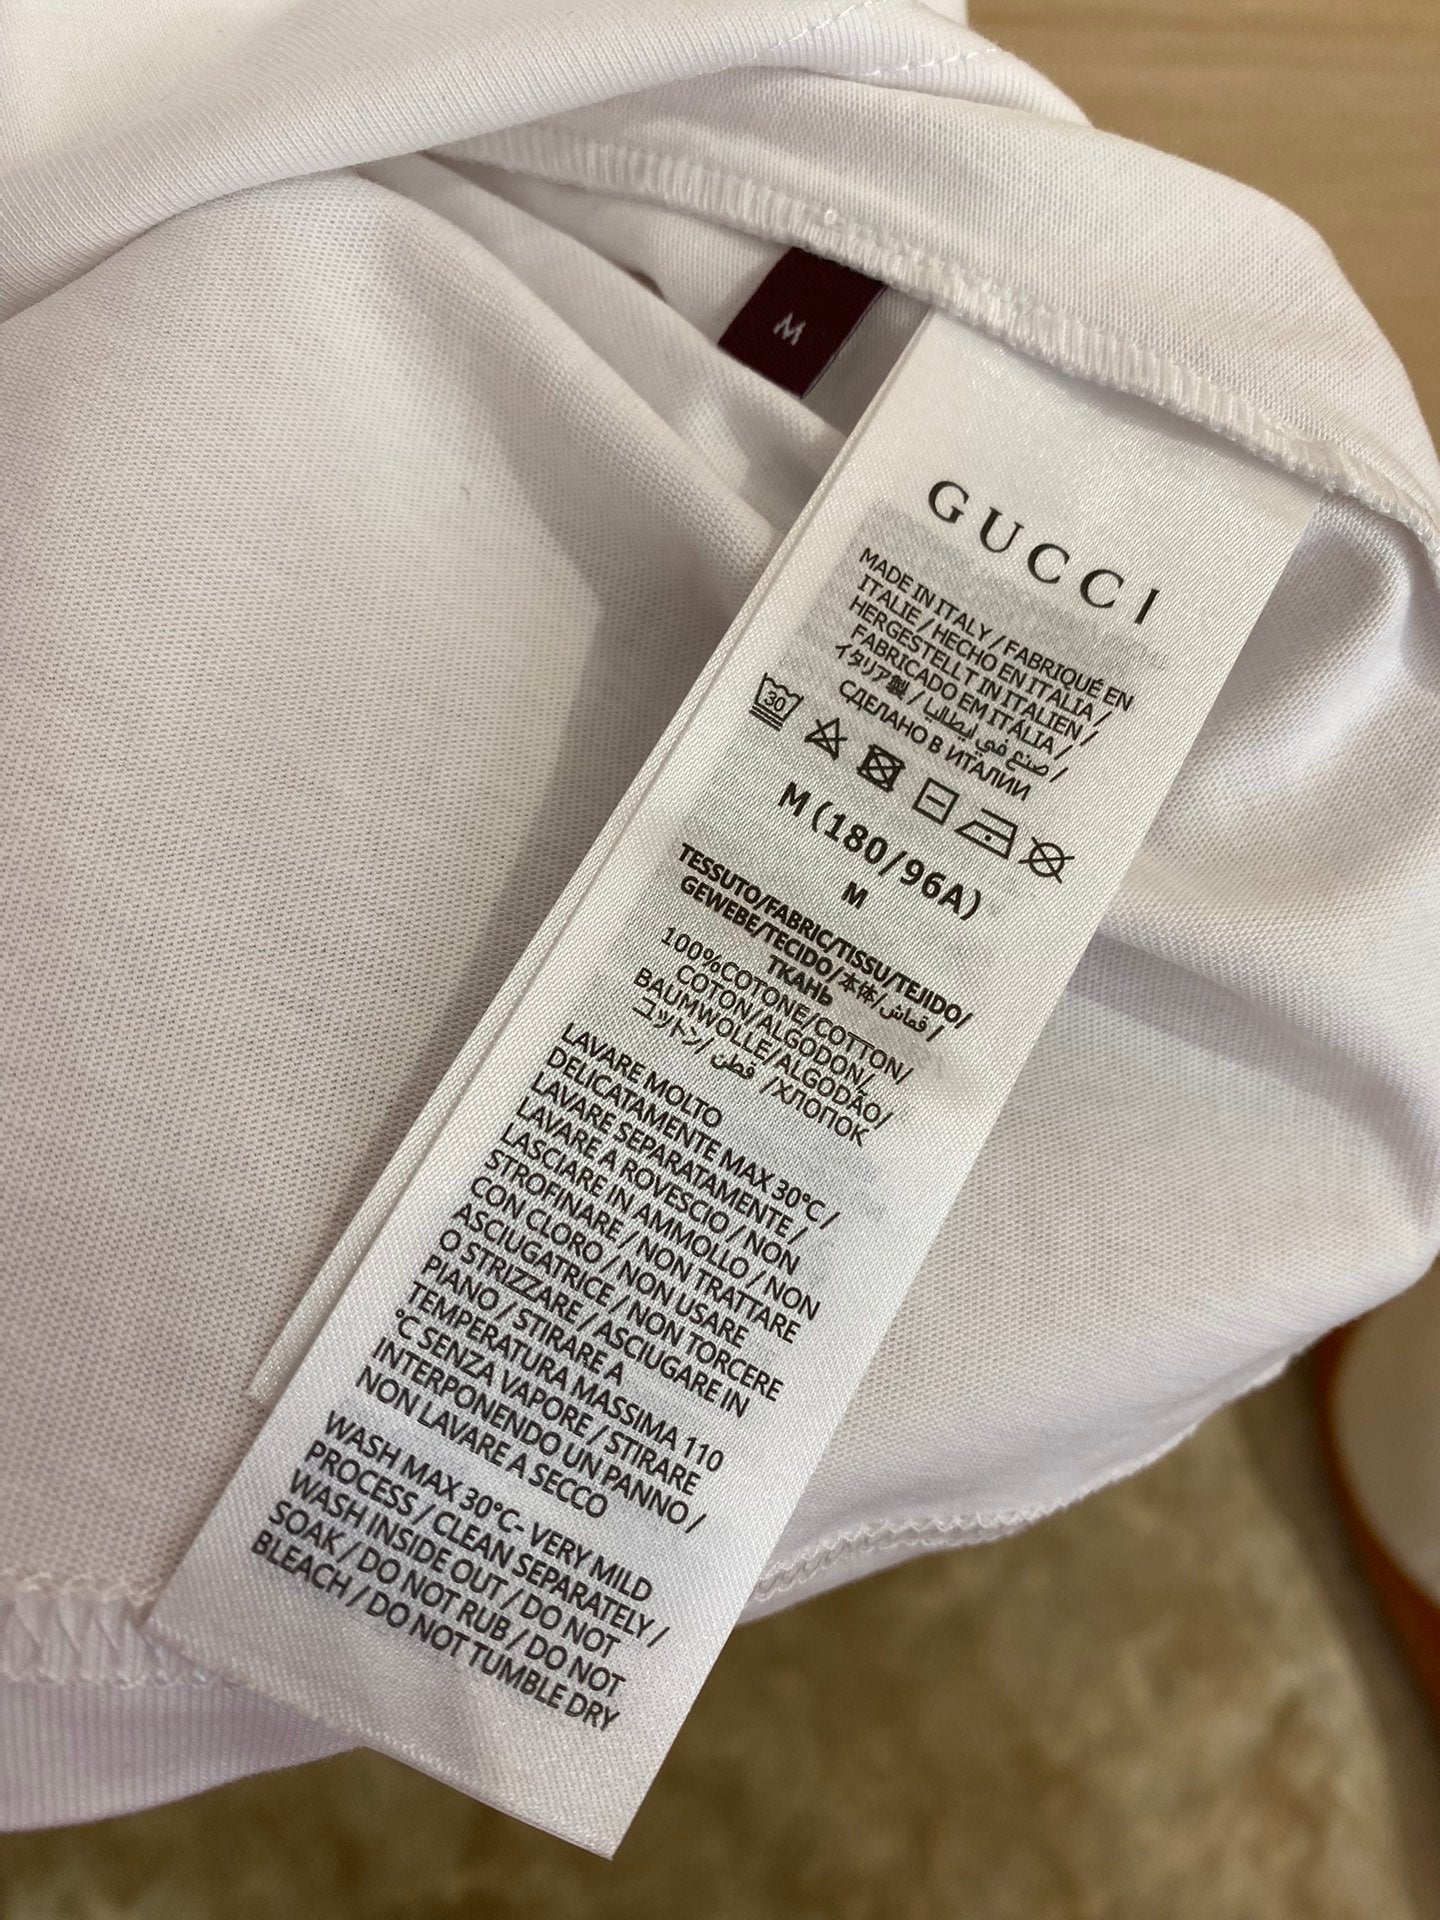 M
GUCCI
MADE IN ITALY / FABRIQUÉ EN
ITALIE / HECHO EN ITALIA /
HERGESTELLT IN ITALIEN /
FABRICADO EM ITÁLIA /
イタリア製 / صنع في ايطاليا /
СДЕЛАНО В ИТАЛИИ
30
M(180/96A)
M
TESSUTO/FABRIC/TISSU/TEJIDO/
GEWEBE/TECIDO/本体/قماش /
ТКАНЬ
100%COTONE/COTTON/
COTON/ALGODON/
BAUMWOLLE/ALGODÃO/
コットン/ قطن /ХЛОПОК
LAVARE MOLTO
DELICATAMENTE MAX 30°C /
LAVARE SEPARATAMENTE /
LAVARE A ROVESCIO / NON
LASCIARE IN AMMOLLO / NON
STROFINARE / NON TRATTARE
CON CLORO / NON USARE
ASCIUGATRICE / NON TORCERE
O STRIZZARE / ASCIUGARE IN
PIANO / STIRARE A
TEMPERATURA MASSIMA 110
°C SENZA VAPORE / STIRARE
INTERPONENDO UN PANNO /
NON LAVARE A SECCO
WASH MAX 30°C- VERY MILD
PROCESS / CLEAN SEPARATELY /
WASH INSIDE OUT / DO NOT
SOAK / DO NOT RUB / DO NOT
BLEACH / DO NOT TUMBLE DRY